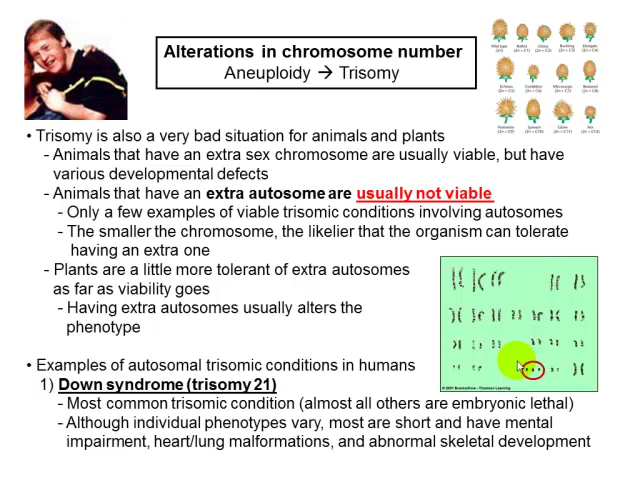 Alterations in chromosome number
Aneuploidy → Trisomy
• Trisomy is also a very bad situation for animals and plants
- Animals that have an extra sex chromosome are usually viable, but have
various developmental defects
- Animals that have an extra autosome are usually not viable
- Only a few examples of viable trisomic conditions involving autosomes
- The smaller the chromosome, the likelier that the organism can tolerate
having an extra one
- Plants are a little more tolerant of extra autosomes
as far as viability goes
- Having extra autosomes usually alters the
phenotype
• Examples of autosomal trisomic conditions in humans
1) Down syndrome (trisomy 21)
- Most common trisomic condition (almost all others are embryonic lethal)
- Although individual phenotypes vary, most are short and have mental
impairment, heart/lung malformations, and abnormal skeletal development